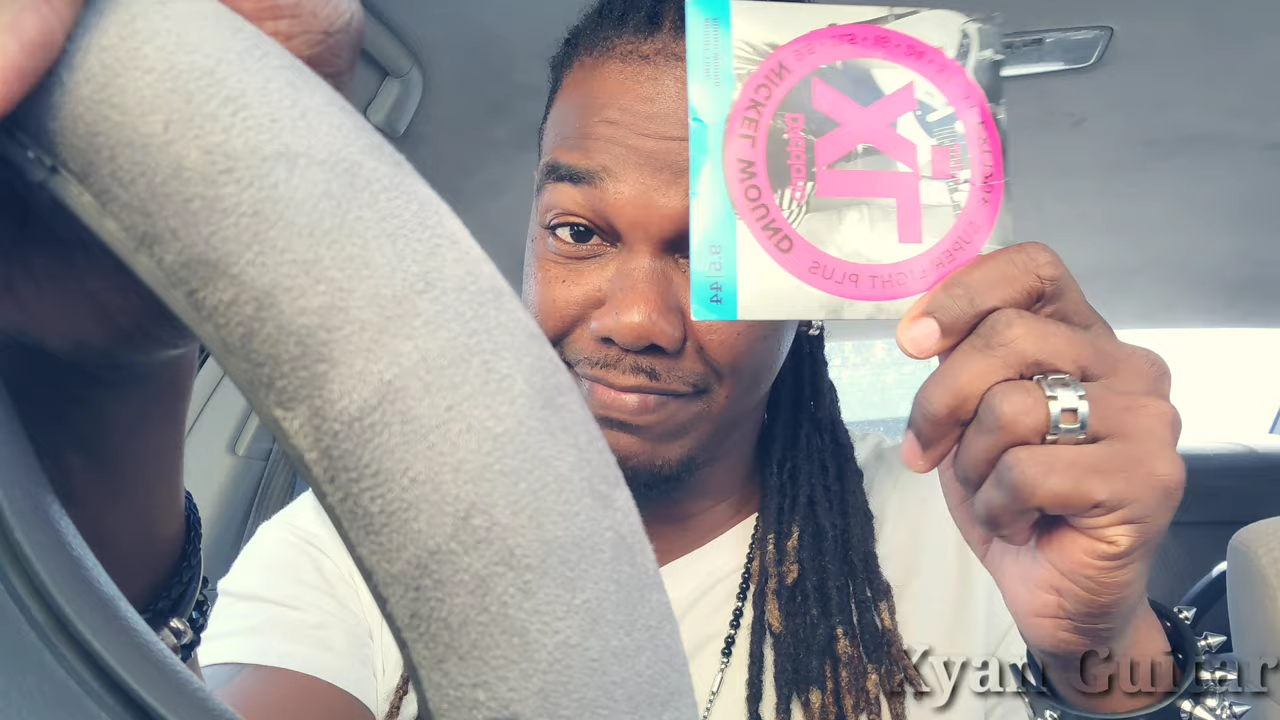 XL
D'Addario
NICKEL WOUND
SUPER LIGHT PLUS
9.5|44
Kyan Guitar